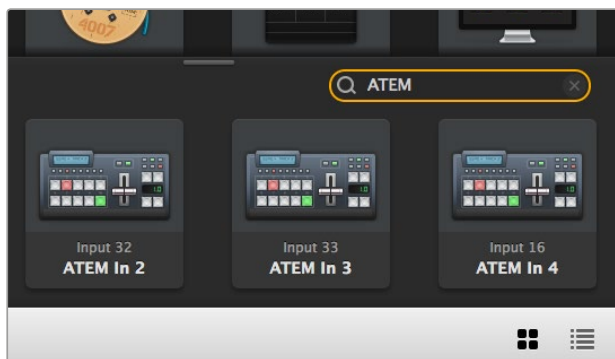 4007
ATEM
Input 32
ATEM In 2
Input 33
ATEM In 3
Input 16
ATEM In 4